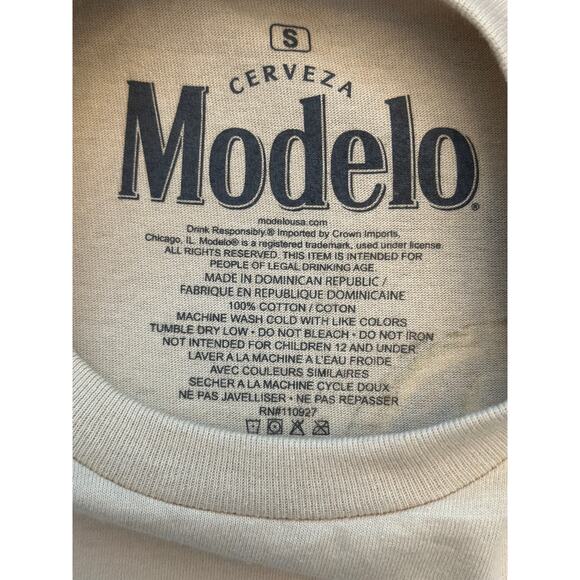 S
CERVEZA
Modelo®
modelousa.com
Drink Responsibly.® Imported by Crown Imports,
Chicago, IL. Modelo® is a registered trademark, used under license.
ALL RIGHTS RESERVED. THIS ITEM IS INTENDED FOR
PEOPLE OF LEGAL DRINKING AGE.
MADE IN DOMINICAN REPUBLIC /
FABRIQUE EN REPUBLIQUE DOMINICAINE
100% COTTON / COTON
MACHINE WASH COLD WITH LIKE COLORS
TUMBLE DRY LOW • DO NOT BLEACH • DO NOT IRON
NOT INTENDED FOR CHILDREN 12 AND UNDER.
LAVER À LA MACHINE A L'EAU FROIDE
AVEC COULEURS SIMILAIRES
SECHER A LA MACHINE CYCLE DOUX
NE PAS JAVELLISER • NE PAS REPASSER
RN#110927